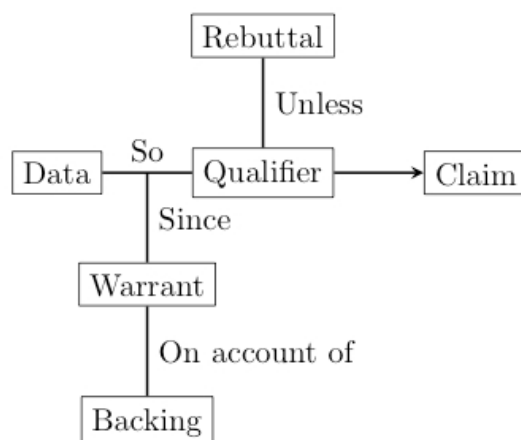 Rebuttal
Unless
So
Data
Qualifier
Claim
Since
Warrant
On account of
Backing